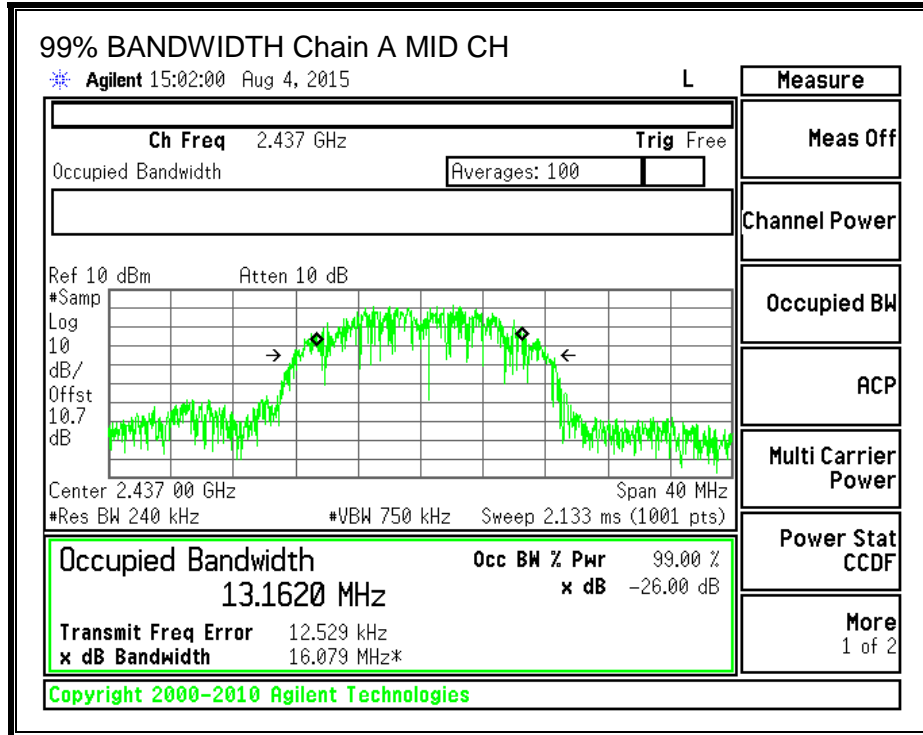 99% BANDWIDTH Chain A MID CH
Agilent 15:02:00 Aug 4, 2015 L
Ch Freq 2.437 GHz Trig Free
Occupied Bandwidth Averages: 100
Ref 10 dBm Atten 10 dB
#Samp
Log
10
dB/
Offst
10.7
dB
Center 2.437 00 GHz Span 40 MHz
#Res BW 240 kHz #VBW 750 kHz Sweep 2.133 ms (1001 pts)
Occupied Bandwidth Occ BW % Pwr 99.00 %
13.1620 MHz x dB -26.00 dB
Transmit Freq Error 12.529 kHz
x dB Bandwidth 16.079 MHz*
Copyright 2000-2010 Agilent Technologies
Measure
Meas Off
Channel Power
Occupied BW
ACP
Multi Carrier
Power
Power Stat
CCDF
More
1 of 2